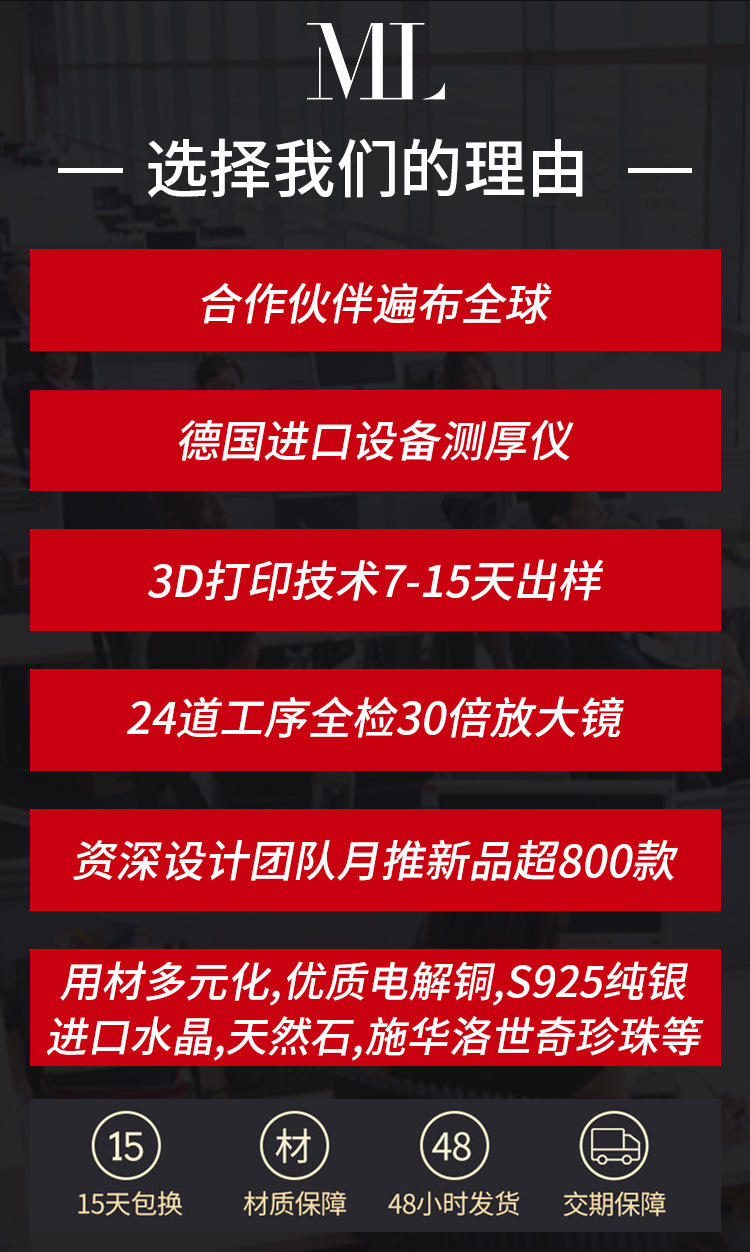 ML
选择我们的理由
合作伙伴遍布全球
德国进口设备测厚仪
3D打印技术7-15天出样
24道工序全检30倍放大镜
资深设计团队月推新品超800款
用材多元化,优质电解铜,S925纯银
进口水晶,天然石,施华洛世奇珍珠等
15 材 48
15天包换 材质保障 48小时发货 交期保障